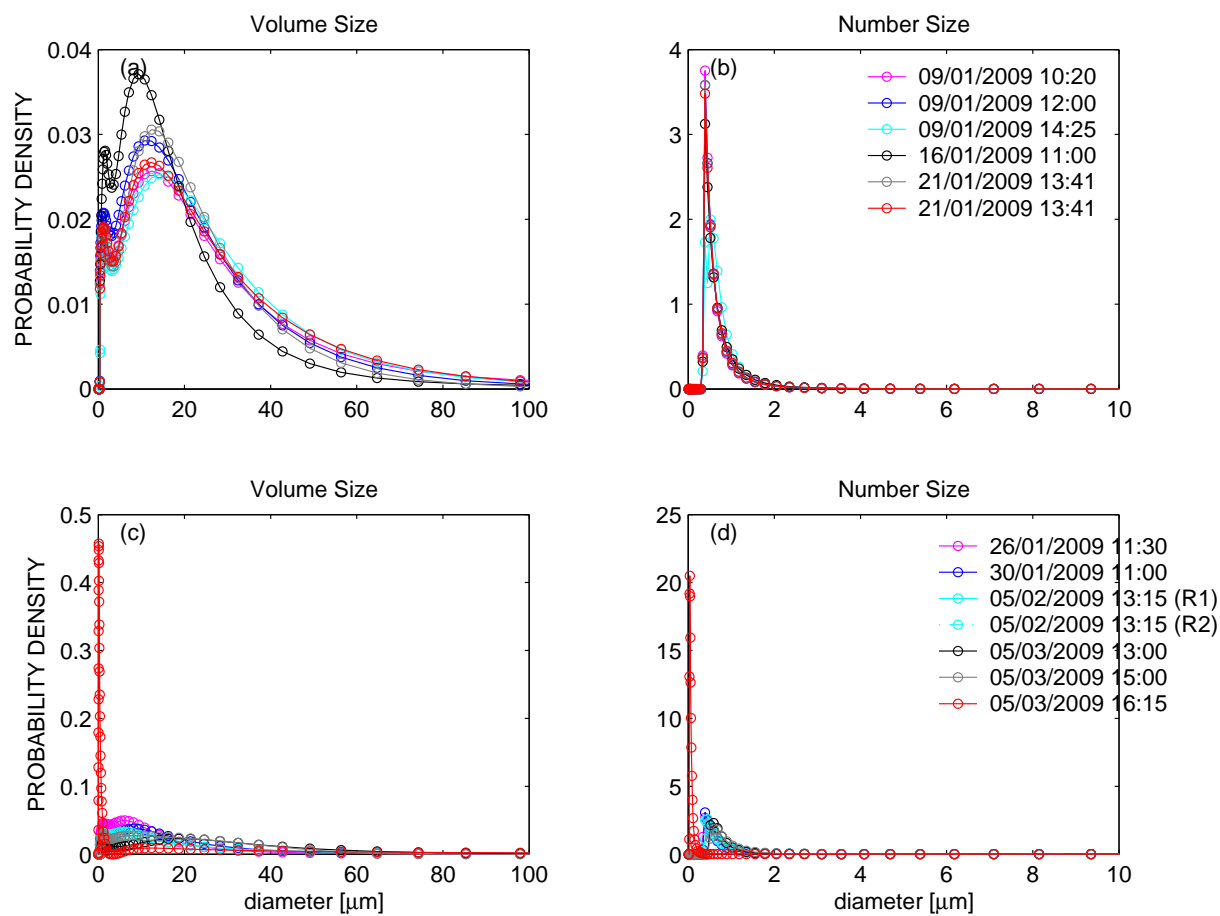 Volume Size
Number Size
0.04
(a)
0.03
0.02
0.01
0
PROBABILITY DENSITY
0 20 40 60 80 100
4
(b)
3
2
1
0
09/01/2009 10:20
09/01/2009 12:00
09/01/2009 14:25
16/01/2009 11:00
21/01/2009 13:41
21/01/2009 13:41
0 2 4 6 8 10
Volume Size
Number Size
0.5
(c)
0.4
0.3
0.2
0.1
0
PROBABILITY DENSITY
0 20 40 60 80 100
diameter [μm]
25
(d)
20
15
10
5
0
26/01/2009 11:30
30/01/2009 11:00
05/02/2009 13:15 (R1)
05/02/2009 13:15 (R2)
05/03/2009 13:00
05/03/2009 15:00
05/03/2009 16:15
0 2 4 6 8 10
diameter [μm]